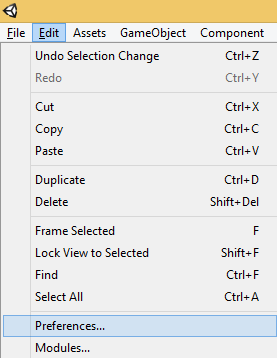 File Edit Assets GameObject Component
Undo Selection Change Ctrl+Z
Redo Ctrl+Y
Cut Ctrl+X
Copy Ctrl+C
Paste Ctrl+V
Duplicate Ctrl+D
Delete Shift+Del
Frame Selected F
Lock View to Selected Shift+F
Find Ctrl+F
Select All Ctrl+A
Preferences...
Modules...